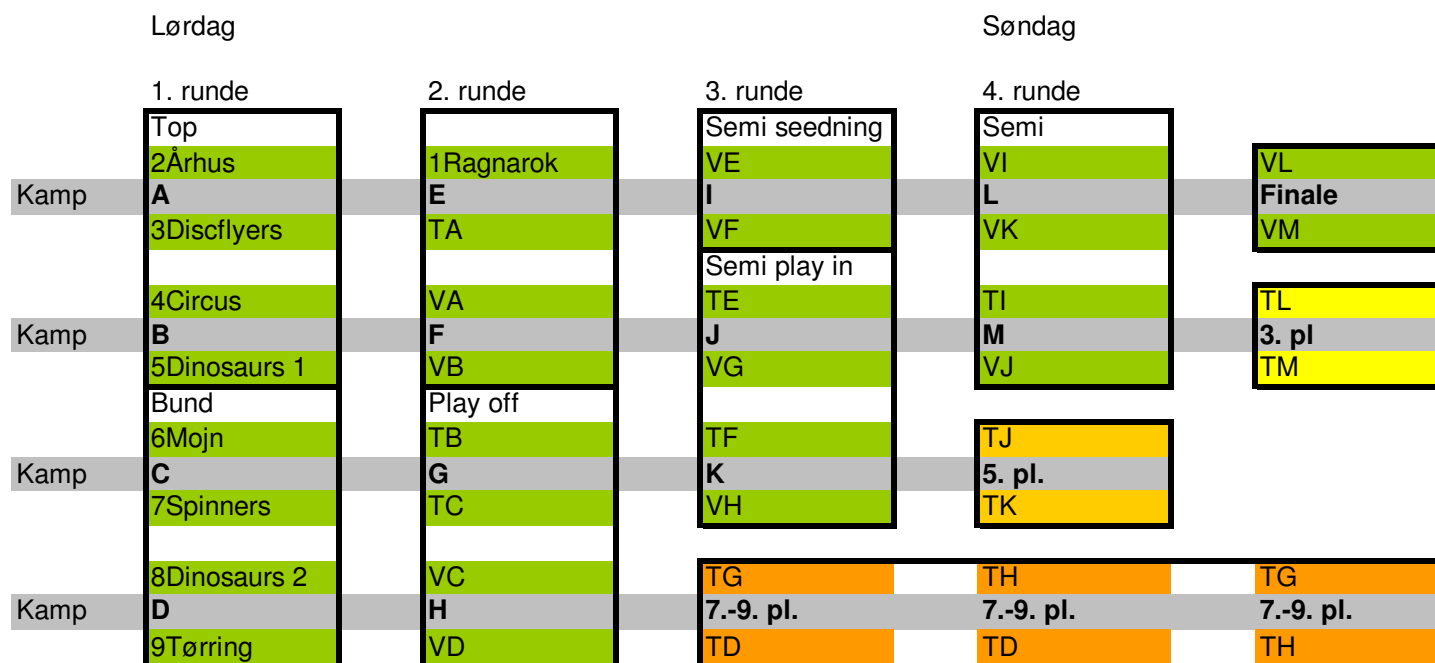 Lørdag Søndag
1. runde 2. runde 3. runde 4. runde
Top Semi seedning Semi
2Århus 1Ragnarok VE VI VL
Kamp A E I L Finale
3Discflyers TA VF VK VM
Semi play in
4Circus VA TE TI TL
Kamp B F J M 3. pl
5Dinosaurs 1 VB VG VJ TM
Bund Play off
6Mojn TB TF TJ
Kamp C G K 5. pl.
7Spinners TC VH TK
8Dinosaurs 2 VC TG TH TG
Kamp D H 7.-9. pl. 7.-9. pl. 7.-9. pl.
9Tørring VD TD TD TH